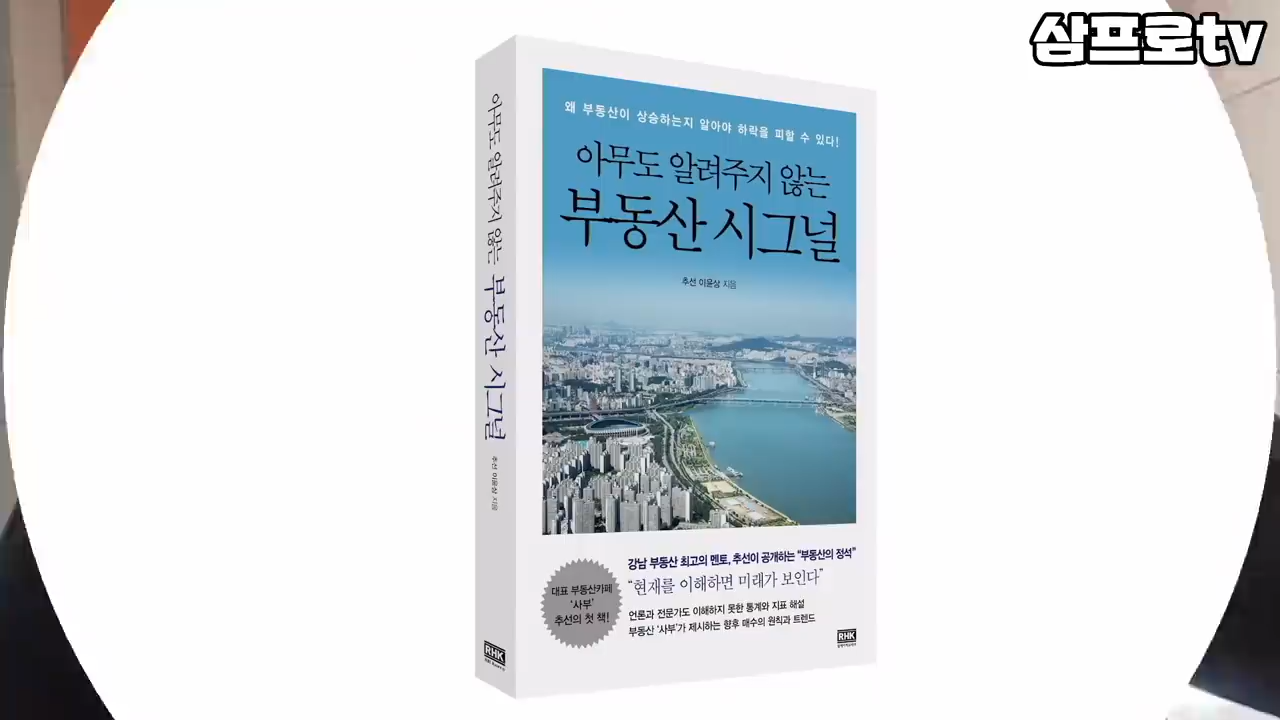 삼프로tv
왜 부동산이 상승하는지 알아야 하락을 피할 수 있다!
아무도 알려주지 않는
부동산 시그널
추선 이윤상 지음
강남 부동산 최고의 멘토, 추선이 공개하는 “부동산의 정석”
“현재를 이해하면 미래가 보인다”
언론과 전문가도 이해하지 못한 통계와 지표 해설
부동산 ‘사부’가 제시하는 향후 매수의 원칙과 트렌드
대표 부동산카페
‘사부’
추선의 첫 책!
RHK
아무도 알려주지 않는 부동산 시그널
추선 이윤상 지음
RHK